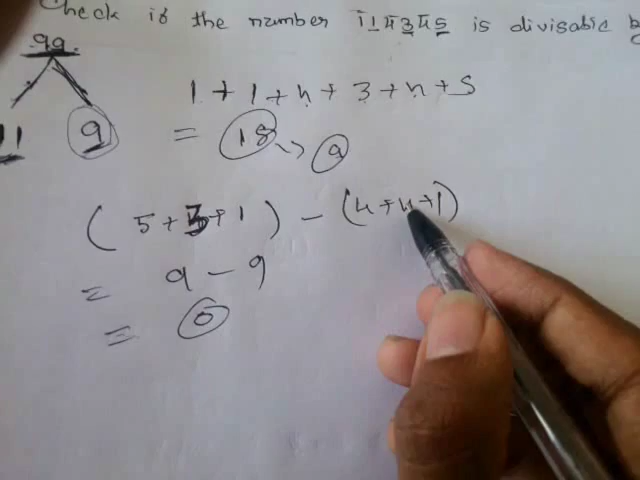 Check if the number 114345 is divisable b
99
11 9
1 + 1 + 4 + 3 + 4 + 5
= 18 → 9
( 5 + 3 + 1 ) - (4 + 4 + 1)
= 9 - 9
= 0